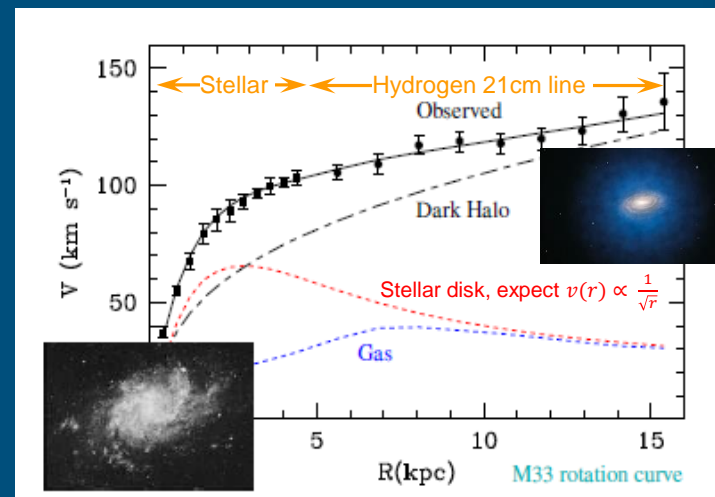 150
Stellar
Hydrogen 21cm line
Observed
100
V (km s⁻¹)
Dark Halo
Stellar disk, expect v(r) ∝ 1/√r
50
Gas
5
10
15
R(kpc)
M33 rotation curve